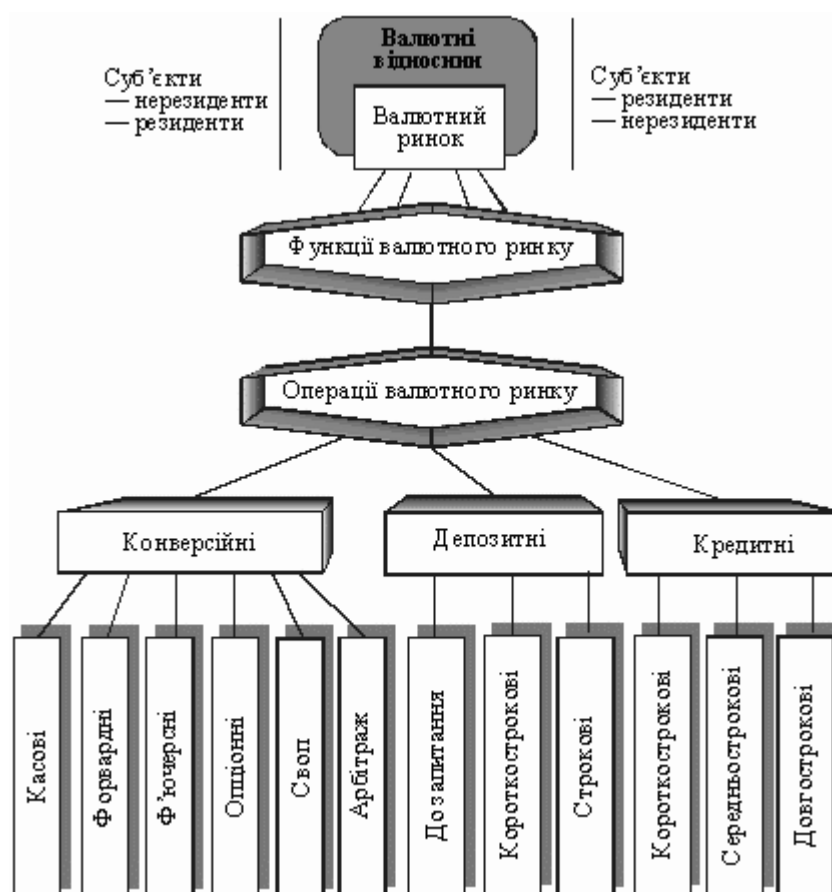 Валютні
відносини
Суб’єкти
— нерезиденти
— резиденти
Валютний
ринок
Суб’єкти
— резиденти
— нерезиденти
Функції валютного ринку
Операції валютного ринку
Конверсійні
Депозитні
Кредитні
Касові
Форвардні
Ф’ючерсні
Опціонні
Своп
Арбітраж
До запитання
Короткострокові
Строкові
Короткострокові
Середньострокові
Довгострокові